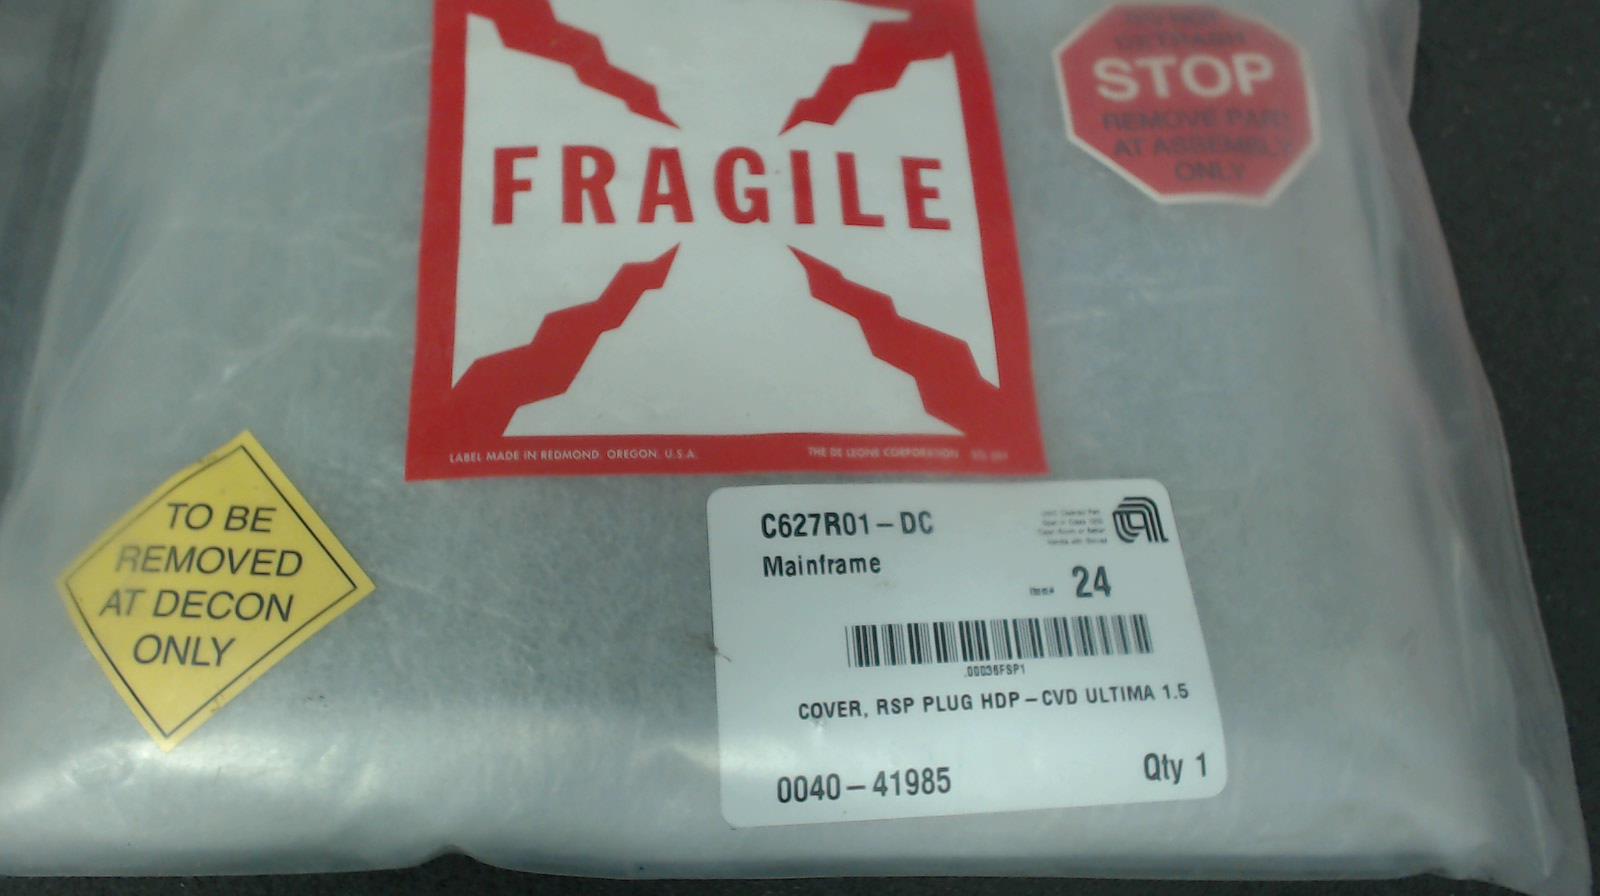 STOP
REMOVE PART
AT ASSEMBLY
ONLY
FRAGILE
LABEL MADE IN REDMOND, OREGON, U.S.A.
THE DE LEONE CORPORATION
TO BE
REMOVED
AT DECON
ONLY
C627R01-DC
Mainframe
Item# 24
.00036FSP1
COVER, RSP PLUG HDP-CVD ULTIMA 1.5
0040-41985
Qty 1